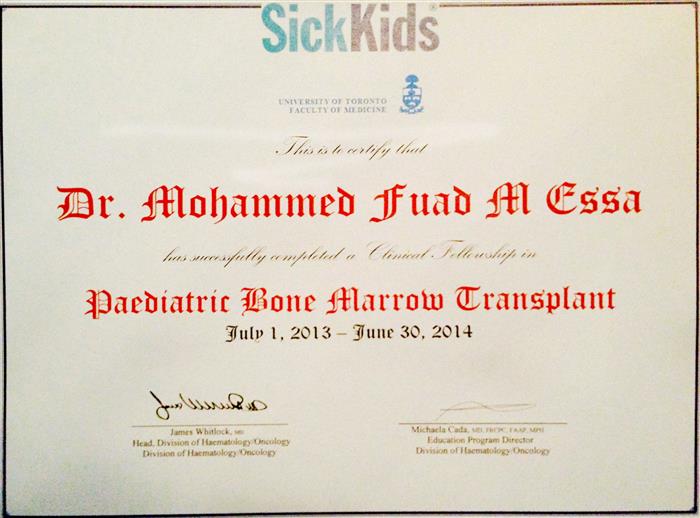 SickKids®
UNIVERSITY OF TORONTO
FACULTY OF MEDICINE
This is to certify that
Dr. Mohammed Fuad M Essa
has successfully completed a Clinical Fellowship in
Paediatric Bone Marrow Transplant
July 1, 2013 – June 30, 2014
James Whitlock, MD
Head, Division of Haematology/Oncology
Division of Haematology/Oncology
Michaela Cada, MD, FRCPC, FAAP, MPH
Education Program Director
Division of Haematology/Oncology